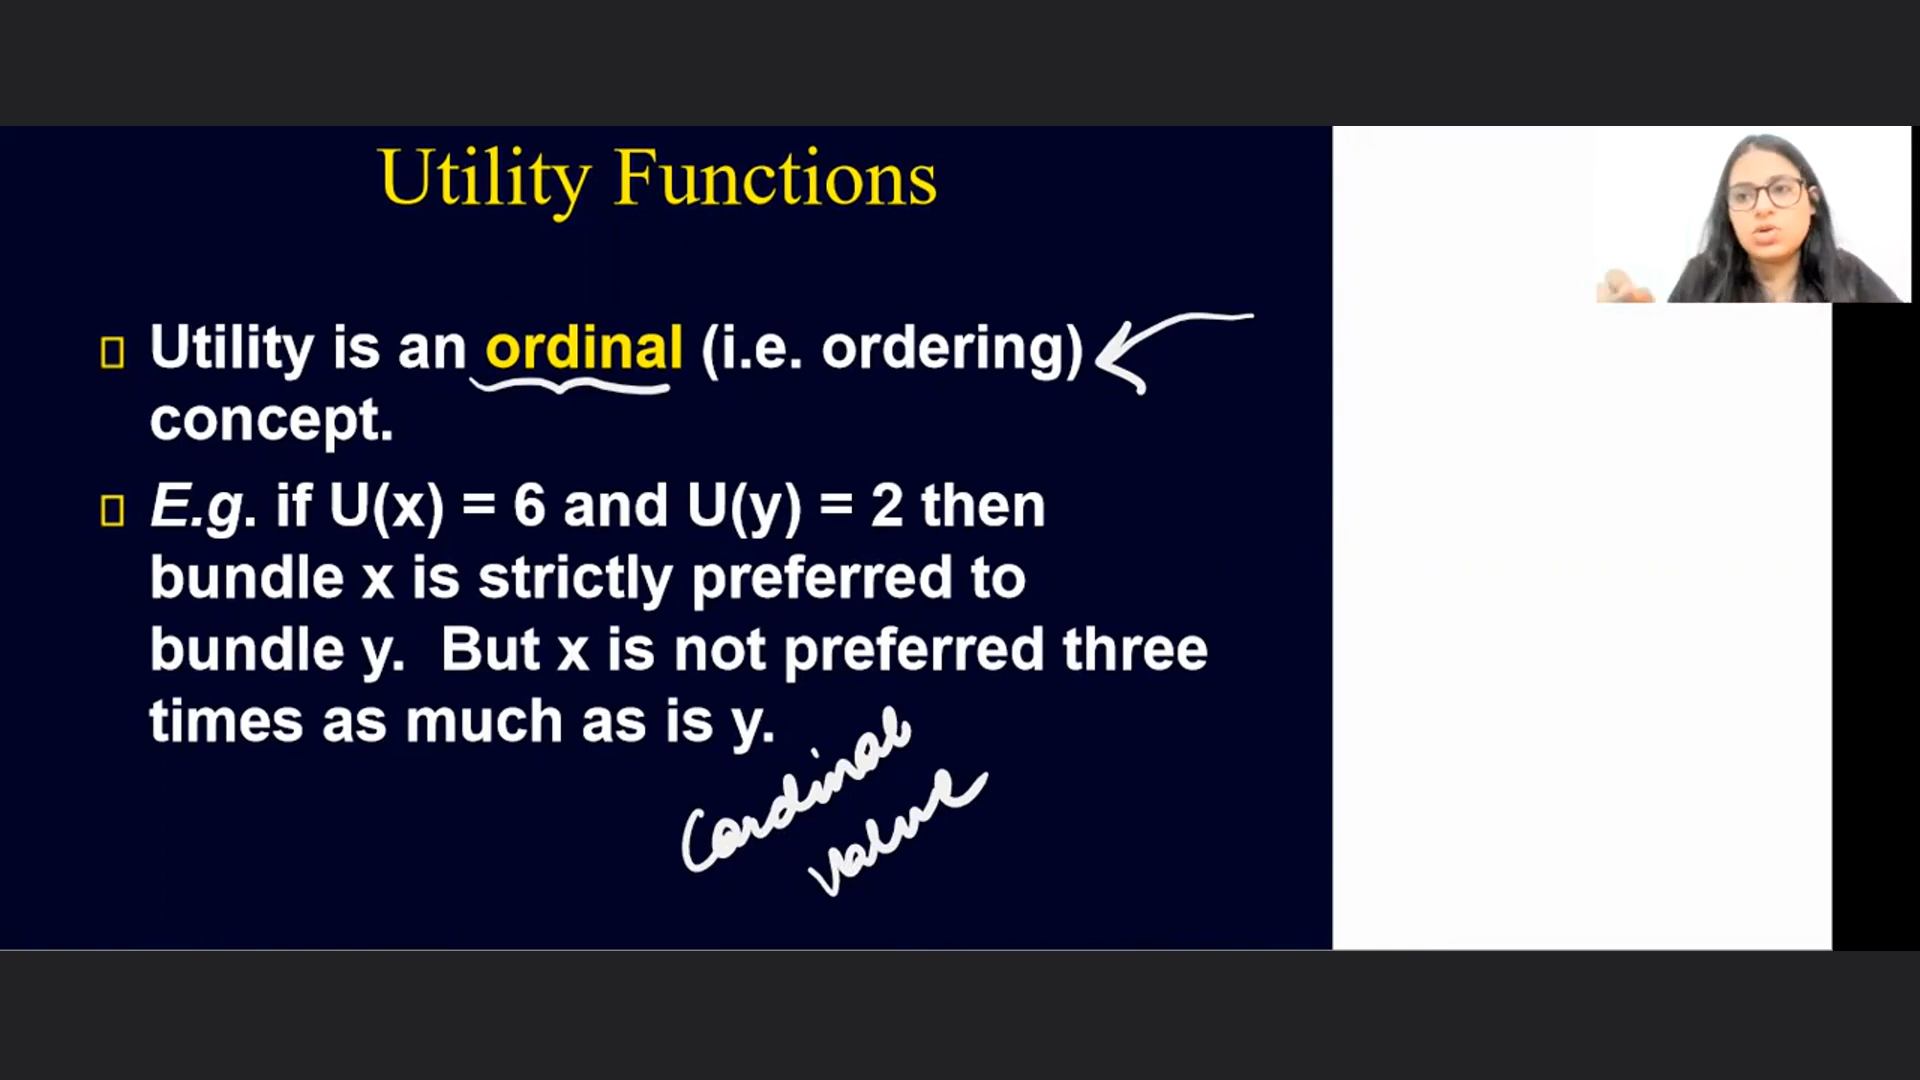 Utility Functions
Utility is an ordinal (i.e. ordering)
concept.
E.g. if U(x) = 6 and U(y) = 2 then
bundle x is strictly preferred to
bundle y. But x is not preferred three
times as much as is y.
Cardinal
value